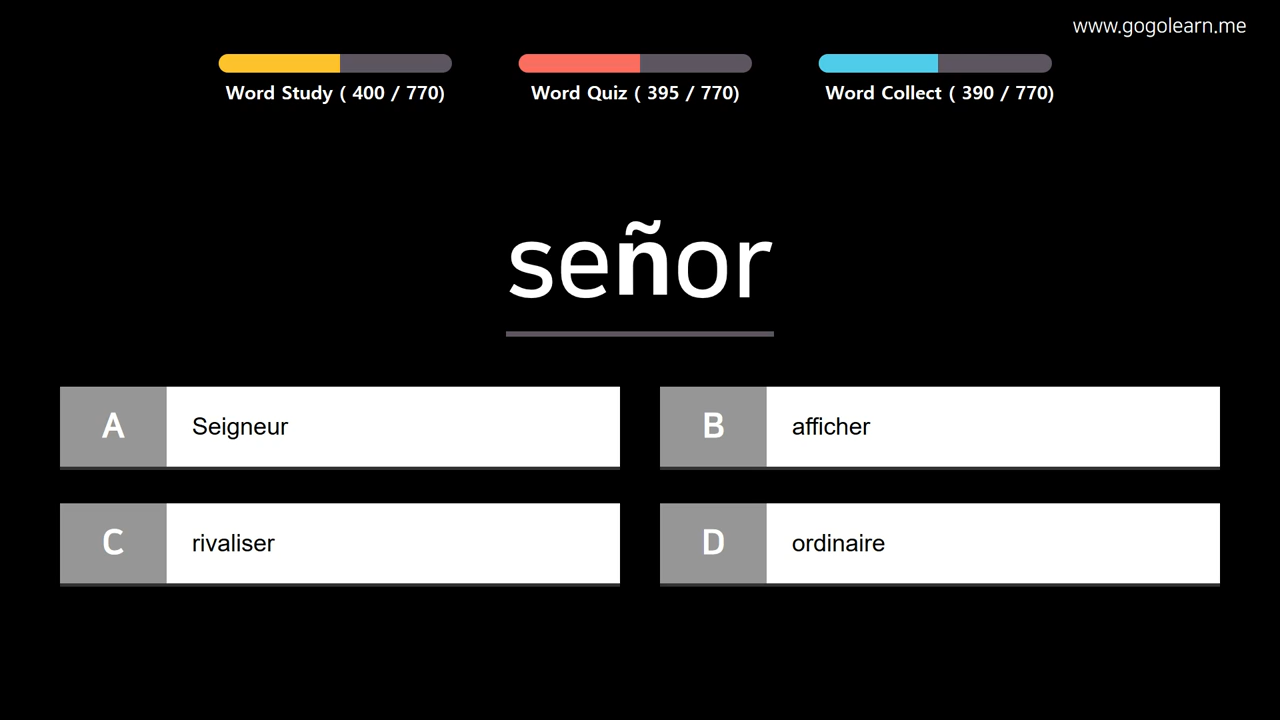 www.gogolearn.me
Word Study ( 400 / 770)
Word Quiz ( 395 / 770)
Word Collect ( 390 / 770)
señor
A Seigneur
B afficher
C rivaliser
D ordinaire